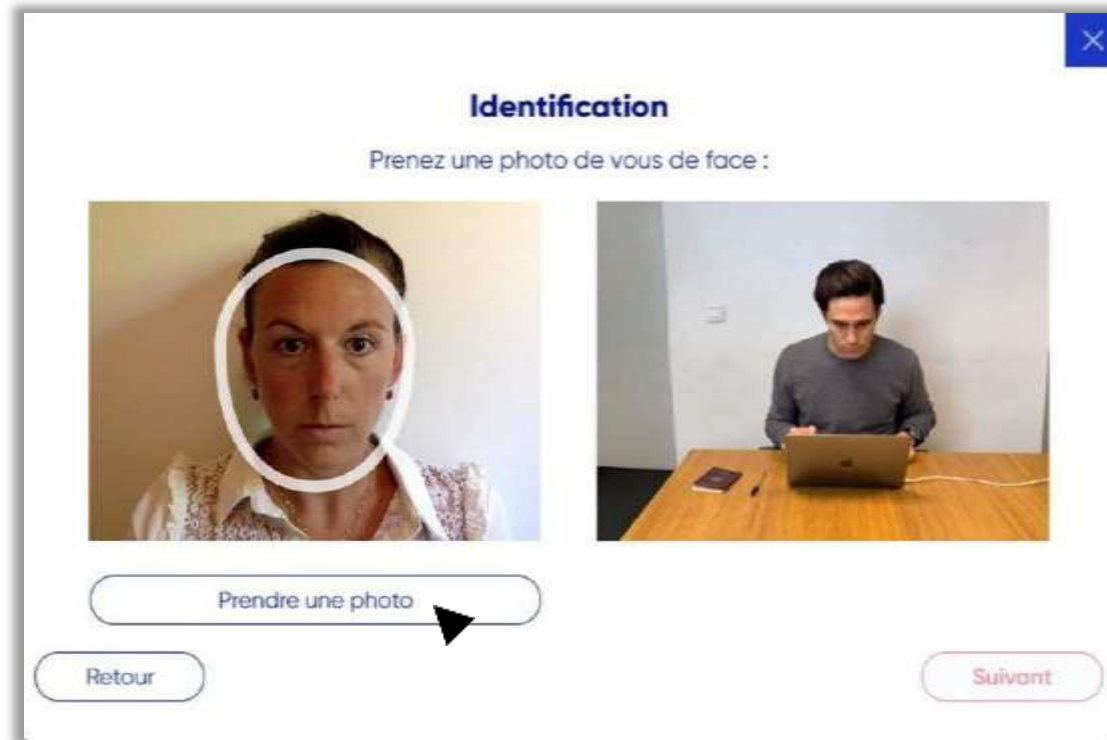 Identification
Prenez une photo de vous de face :
Prendre une photo
Retour
Suivant